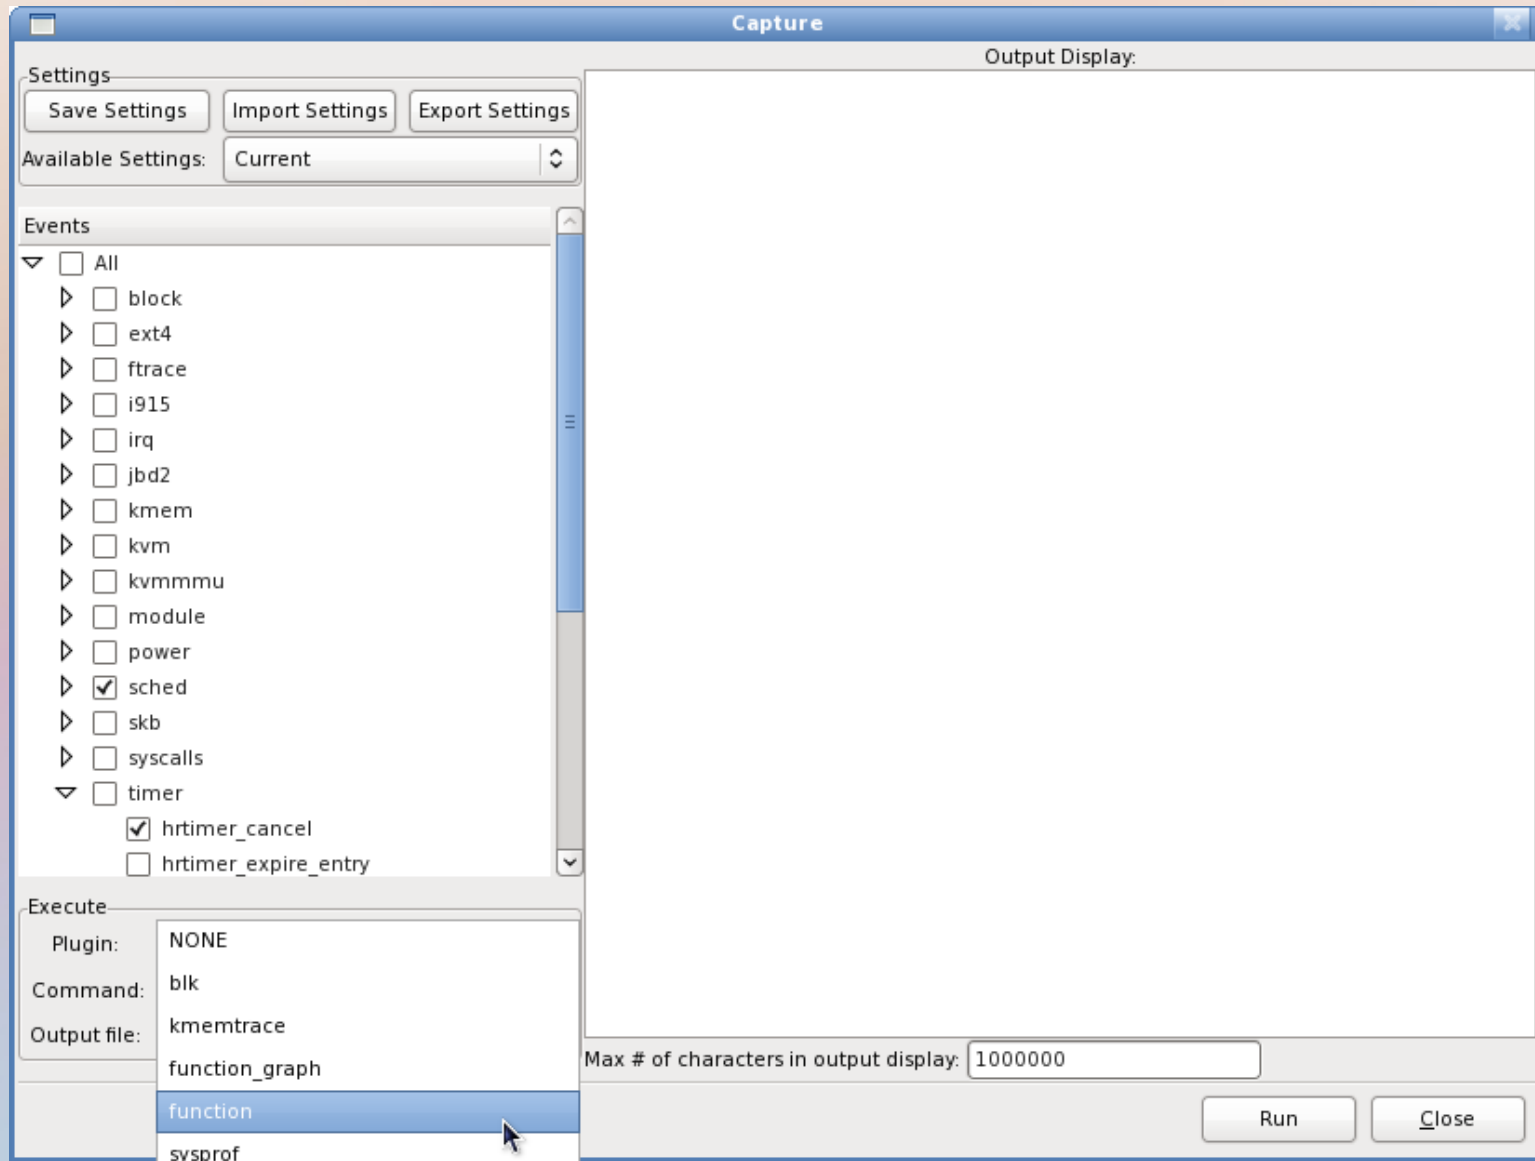 Capture
Output Display:
Settings
Save Settings Import Settings Export Settings
Available Settings: Current
Events
All
block
ext4
ftrace
i915
irq
jbd2
kmem
kvm
kvmmmu
module
power
sched
skb
syscalls
timer
hrtimer_cancel
hrtimer_expire_entry
Execute
Plugin:
Command:
Output file:
NONE
blk
kmemtrace
function_graph
function
sysprof
Max # of characters in output display: 1000000
Run Close